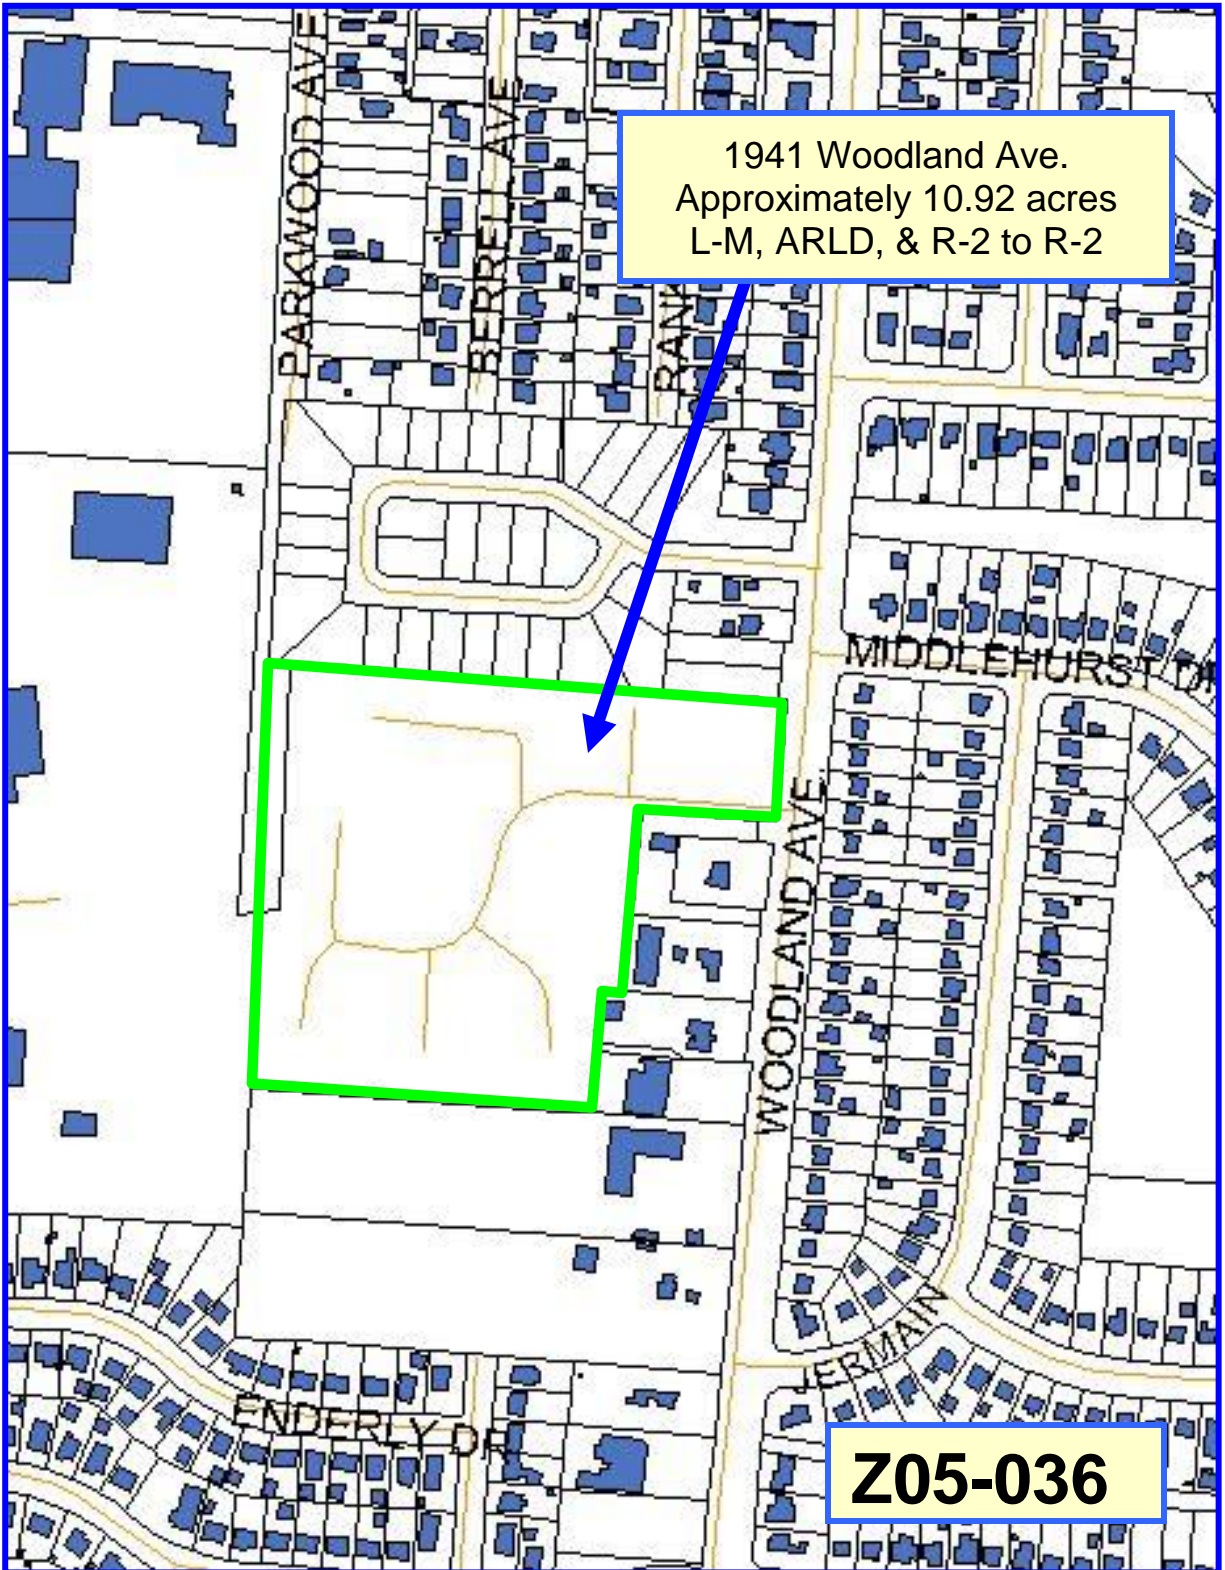 PARKWOOD AVE
BERRELL AVE
1941 Woodland Ave.
Approximately 10.92 acres
L-M, ARLD, & R-2 to R-2
MIDDLEHURST
WOODLAND AVE
JERMAIN
ENDERLY DR
Z05-036